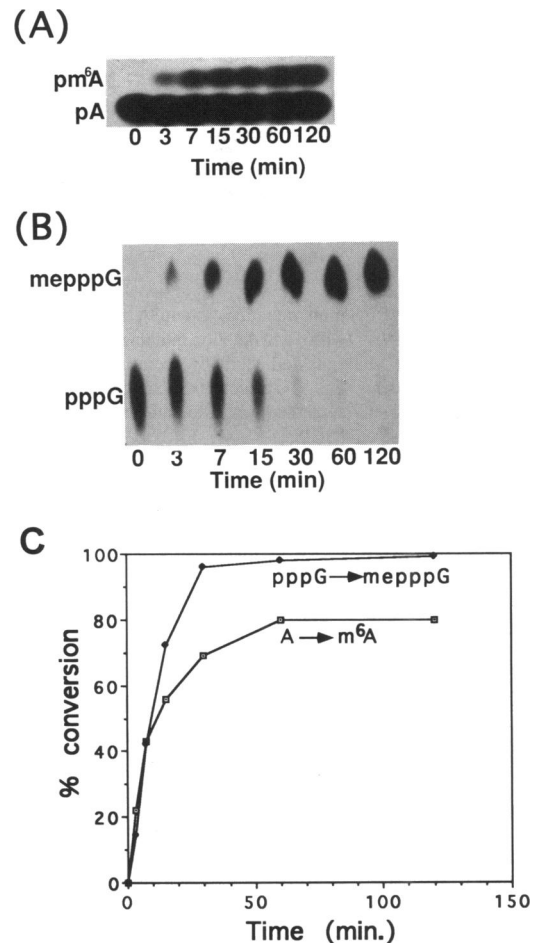 (A)
pm⁶A
pA
0 3 7 15 30 60 120
Time (min)
(B)
mepppG
pppG
0 3 7 15 30 60 120
Time (min)
C
100
80
60
40
20
0
% conversion
pppG→mepppG
A → m⁶A
0 50 100 150
Time (min.)